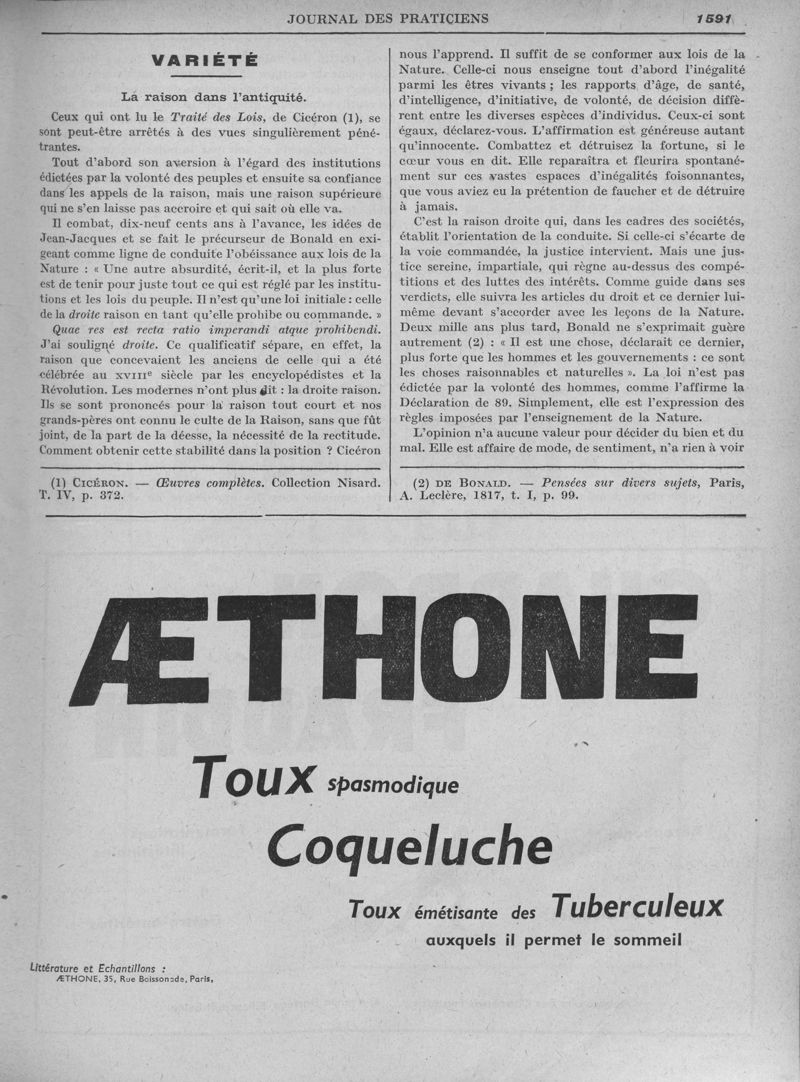 JOURNAL DES PRATICIENS 1591
VARIÉTÉ
La raison dans l'antiquité.
Ceux qui ont lu le Traité des Lois, de Cicéron (1), se
sont peut-être arrêtés à des vues singulièrement péné-
trantes.
Tout d'abord son aversion à l'égard des institutions
édictées par la volonté des peuples et ensuite sa confiance
dans les appels de la raison, mais une raison supérieure
qui ne s'en laisse pas accroire et qui sait où elle va.
Il combat, dix-neuf cents ans à l'avance, les idées de
Jean-Jacques et se fait le précurseur de Bonald en exi-
geant comme ligne de conduite l'obéissance aux lois de la
Nature : « Une autre absurdité, écrit-il, et la plus forte
est de tenir pour juste tout ce qui est réglé par les institu-
tions et les lois du peuple. Il n'est qu'une loi initiale : celle
de la droite raison en tant qu'elle prohibe ou commande. »
Quae res est recta ratio imperandi atque prohibendi.
J'ai souligné droite. Ce qualificatif sépare, en effet, la
raison que concevaient les anciens de celle qui a été
célébrée au XVIIIe siècle par les encyclopédistes et la
Révolution. Les modernes n'ont plus dit : la droite raison.
Ils se sont prononcés pour la raison tout court et nos
grands-pères ont connu le culte de la Raison, sans que fût
joint, de la part de la déesse, la nécessité de la rectitude.
Comment obtenir cette stabilité dans la position ? Cicéron
(1) CICÉRON. — Œuvres complètes. Collection Nisard.
T. IV, p. 372.
nous l'apprend. Il suffit de se conformer aux lois de la
Nature. Celle-ci nous enseigne tout d'abord l'inégalité
parmi les êtres vivants ; les rapports d'âge, de santé,
d'intelligence, d'initiative, de volonté, de décision diffè-
rent entre les diverses espèces d'individus. Ceux-ci sont
égaux, déclarez-vous. L'affirmation est généreuse autant
qu'innocente. Combattez et détruisez la fortune, si le
cœur vous en dit. Elle reparaîtra et fleurira spontané-
ment sur ces vastes espaces d'inégalités foisonnantes,
que vous aviez eu la prétention de faucher et de détruire
à jamais.
C'est la raison droite qui, dans les cadres des sociétés,
établit l'orientation de la conduite. Si celle-ci s'écarte de
la voie commandée, la justice intervient. Mais une jus-
tice sereine, impartiale, qui règne au-dessus des compé-
titions et des luttes des intérêts. Comme guide dans ses
verdicts, elle suivra les articles du droit et ce dernier lui-
même devant s'accorder avec les leçons de la Nature.
Deux mille ans plus tard, Bonald ne s'exprimait guère
autrement (2) : « Il est une chose, déclarait ce dernier,
plus forte que les hommes et les gouvernements : ce sont
les choses raisonnables et naturelles ». La loi n'est pas
édictée par la volonté des hommes, comme l'affirme la
Déclaration de 89. Simplement, elle est l'expression des
règles imposées par l'enseignement de la Nature.
L'opinion n'a aucune valeur pour décider du bien et du
mal. Elle est affaire de mode, de sentiment, n'a rien à voir
(2) DE BONALD. — Pensées sur divers sujets, Paris,
A. Leclère, 1817, t. I, p. 99.
ÆTHONE
Toux spasmodique
Coqueluche
Toux émétisante des Tuberculeux
auxquels il permet le sommeil
Littérature et Echantillons :
ÆTHONE, 35, Rue Boissonade, Paris,